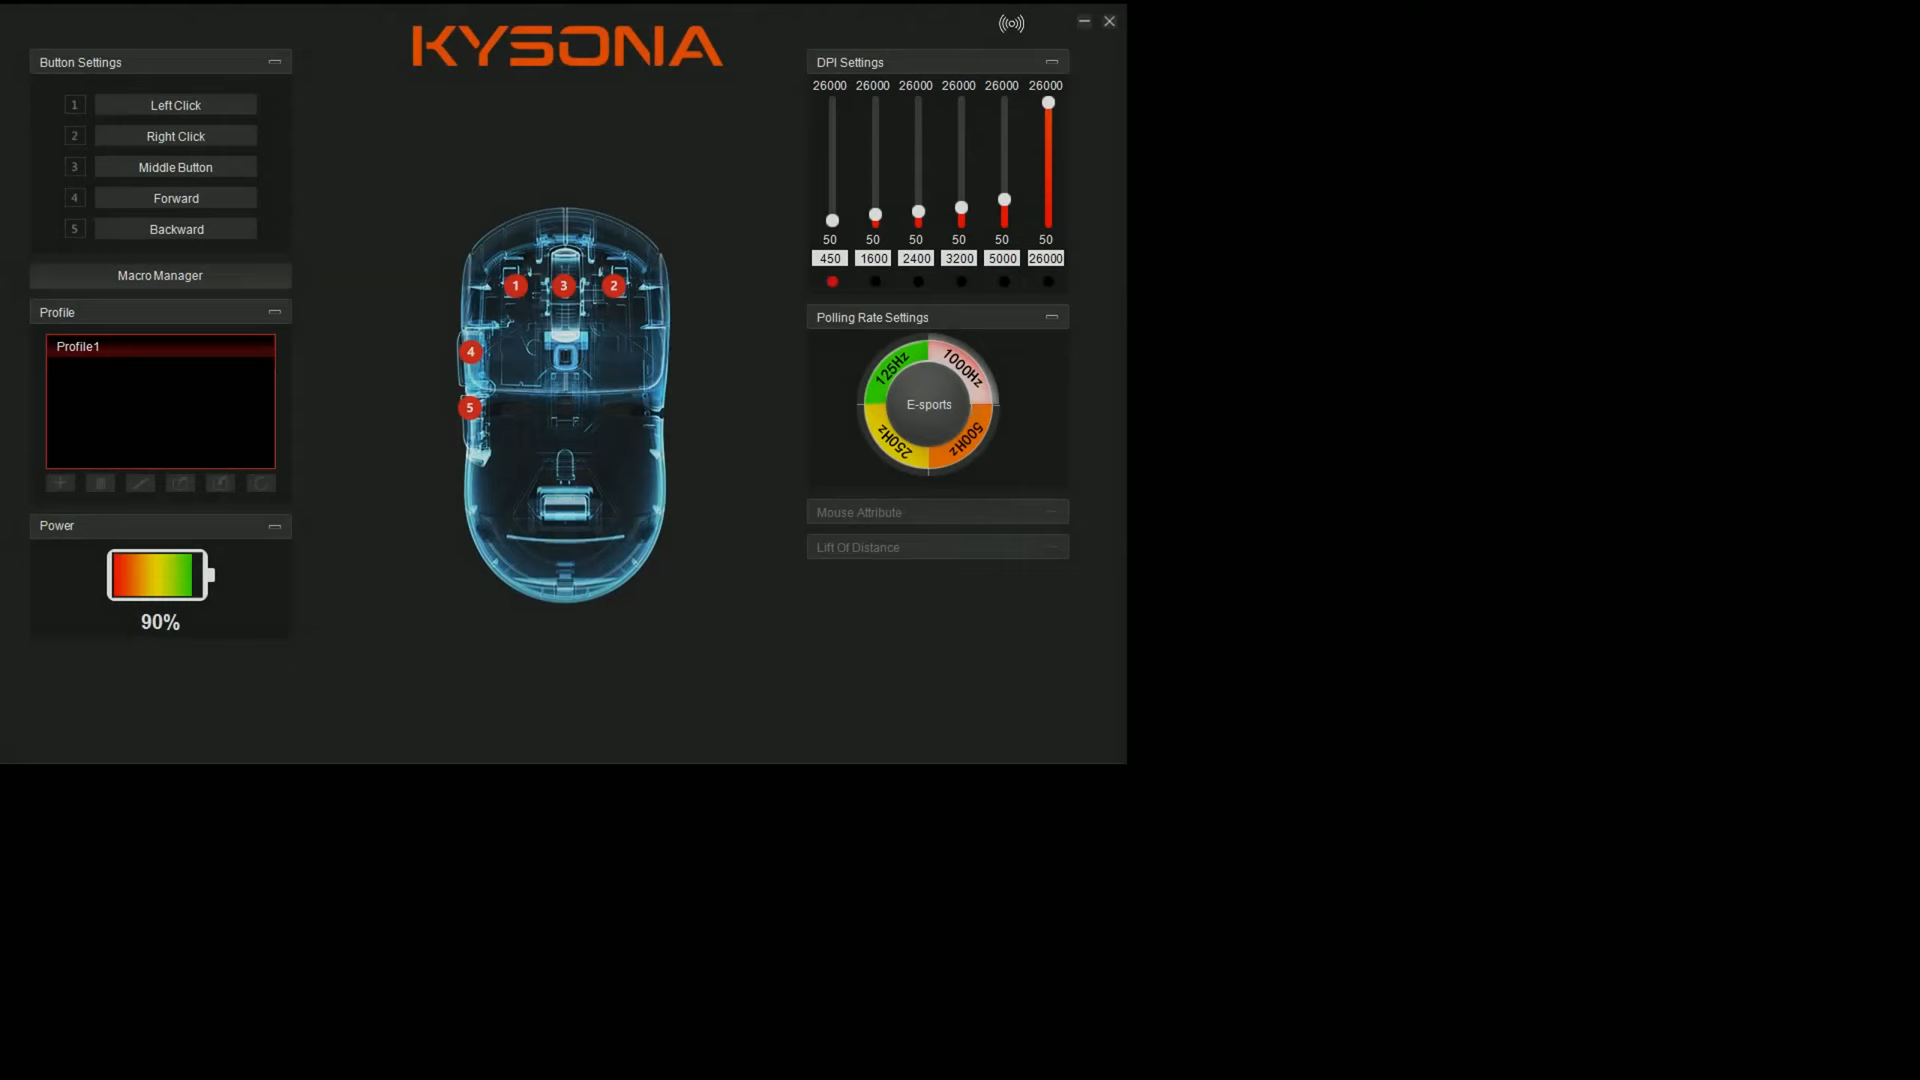 KYSONA
Button Settings
1 Left Click
2 Right Click
3 Middle Button
4 Forward
5 Backward
Macro Manager
Profile
Profile1
Power
90%
1 3 2
4
5
DPI Settings
26000 26000 26000 26000 26000 26000
50 50 50 50 50 50
450 1600 2400 3200 5000 26000
Polling Rate Settings
125Hz 1000Hz
E-sports
250Hz 500Hz
Mouse Attribute
Lift Of Distance